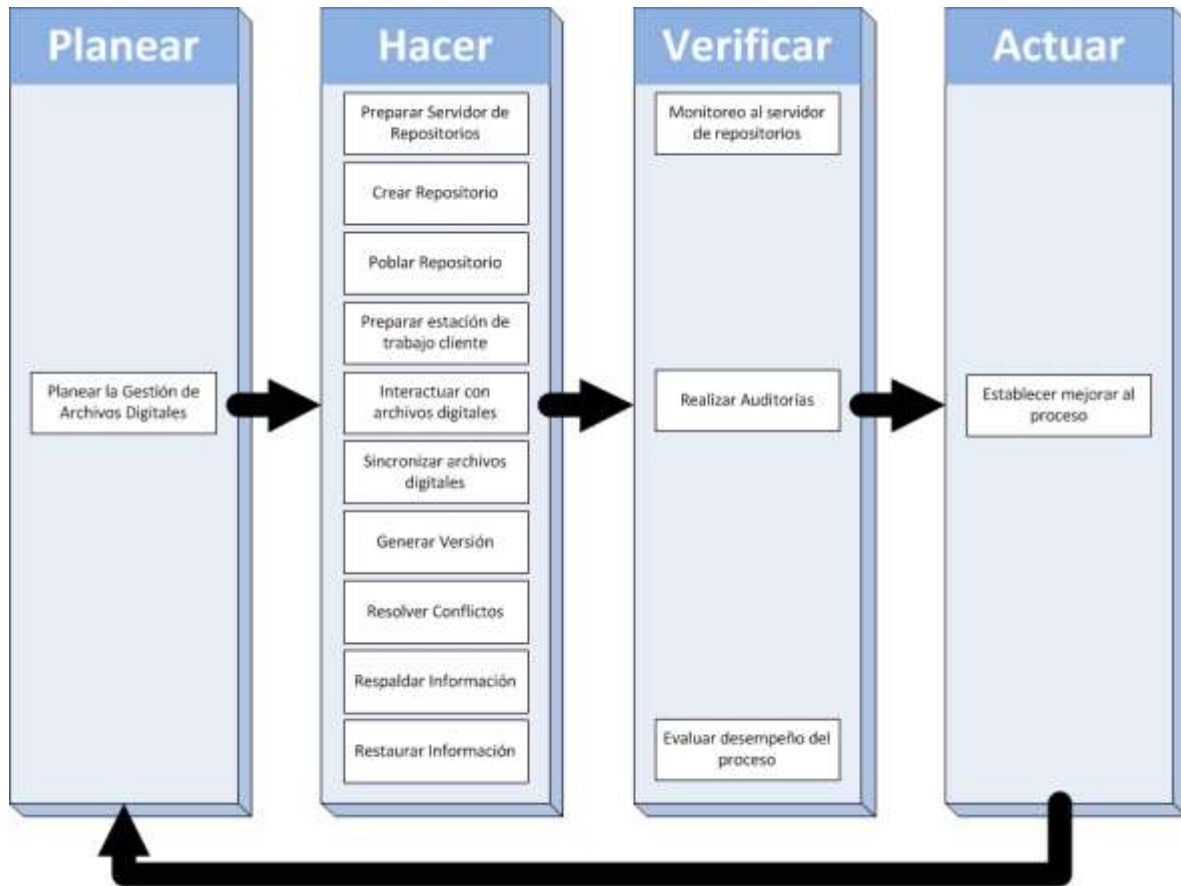 Planear
Planear la Gestión de
Archivos Digitales
Hacer
Preparar Servidor de
Repositorios
Crear Repositorio
Poblar Repositorio
Preparar estación de
trabajo cliente
Interactuar con
archivos digitales
Sincronizar archivos
digitales
Generar Versión
Resolver Conflictos
Respaldar Información
Restaurar Información
Verificar
Monitoreo al servidor
de repositorios
Realizar Auditorías
Evaluar desempeño del
proceso
Actuar
Establecer mejorar al
proceso